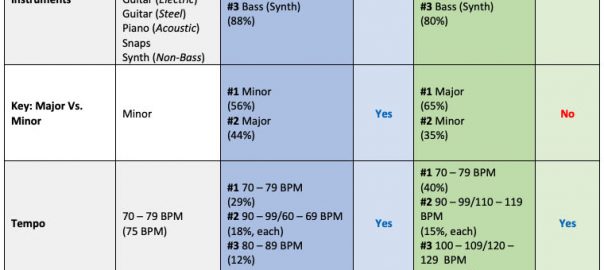 Instruments
Guitar (Electric)
Guitar (Steel)
Piano (Acoustic)
Snaps
Synth (Non-Bass)
#3 Bass (Synth)
(88%)
#3 Bass (Synth)
(80%)
Key: Major Vs.
Minor
Minor
#1 Minor
(56%)
#2 Major
(44%)
Yes
#1 Major
(65%)
#2 Minor
(35%)
No
Tempo
70 – 79 BPM
(75 BPM)
#1 70 – 79 BPM
(29%)
#2 90 – 99/60 – 69 BPM
(18%, each)
#3 80 – 89 BPM
(12%)
Yes
#1 70 – 79 BPM
(40%)
#2 90 – 99/110 – 119
BPM
(15%, each)
#3 100 – 109/120 –
129  BPM
Yes